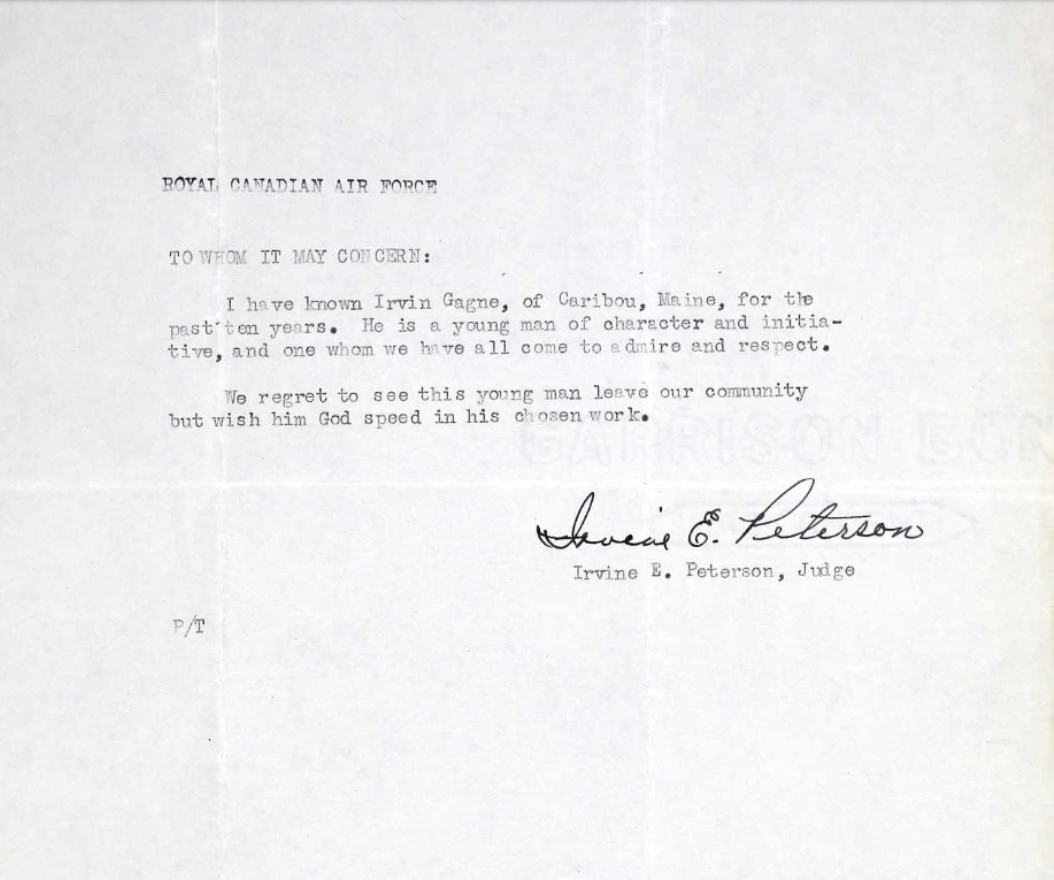 ROYAL CANADIAN AIR FORCE
TO WHOM IT MAY CONCERN:
I have known Irvin Gagne, of Caribou, Maine, for the
past ten years. He is a young man of character and initia-
tive, and one whom we have all come to admire and respect.
We regret to see this young man leave our community
but wish him God speed in his chosen work.
GARRISON BON
Irvine E. Peterson
Irvine E. Peterson, Judge
P/T